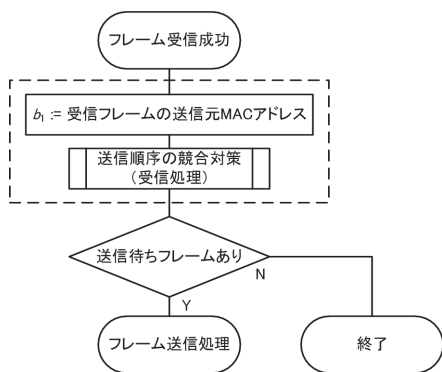 フレーム受信成功
b₁ := 受信フレームの送信元MACアドレス
送信順序の競合対策
（受信処理）
送信待ちフレームあり
N
Y
フレーム送信処理
終了